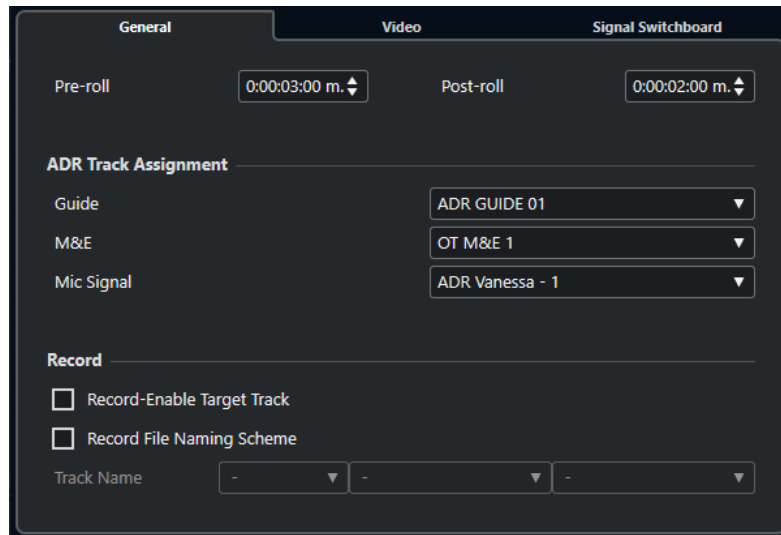 General Video Signal Switchboard
Pre-roll 0:00:03:00 m. Post-roll 0:00:02:00 m.
ADR Track Assignment
Guide ADR GUIDE 01
M&E OT M&E 1
Mic Signal ADR Vanessa - 1
Record
Record-Enable Target Track
Record File Naming Scheme
Track Name - - -